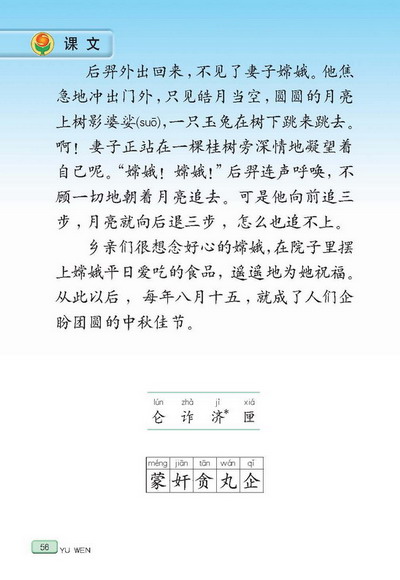 课文
后羿外出回来，不见了妻子嫦娥。他焦
急地冲出门外，只见皓月当空，圆圆的月亮
上树影婆娑(suō)，一只玉兔在树下跳来跳去。
啊！妻子正站在一棵桂树旁深情地凝望着
自己呢。“嫦娥！嫦娥！”后羿连声呼唤，不
顾一切地朝着月亮追去。可是他向前追三
步，月亮就向后退三步，怎么也追不上。
乡亲们很想念好心的嫦娥，在院子里摆
上嫦娥平日爱吃的食品，遥遥地为她祝福。
从此以后，每年八月十五，就成了人们企
盼团圆的中秋佳节。
lún zhà jǐ xiá
仑 诈 济* 匣
méng jiān tān wán qǐ
蒙 奸 贪 丸 企
56 YU WEN